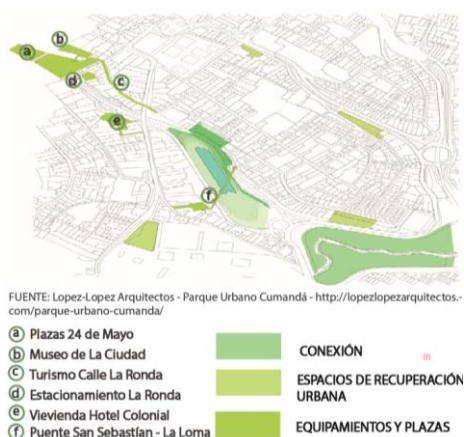 a
b
c
d
e
f
FUENTE: Lopez-Lopez Arquitectos - Parque Urbano Cumandá - http://lopezlopezarquitectos.-
com/parque-urbano-cumanda/
a Plazas 24 de Mayo
b Museo de La Ciudad
c Turismo Calle La Ronda
d Estacionamiento La Ronda
e Vievienda Hotel Colonial
f Puente San Sebastían - La Loma
CONEXIÓN
ESPACIOS DE RECUPERACIÓN
URBANA
EQUIPAMIENTOS Y PLAZAS